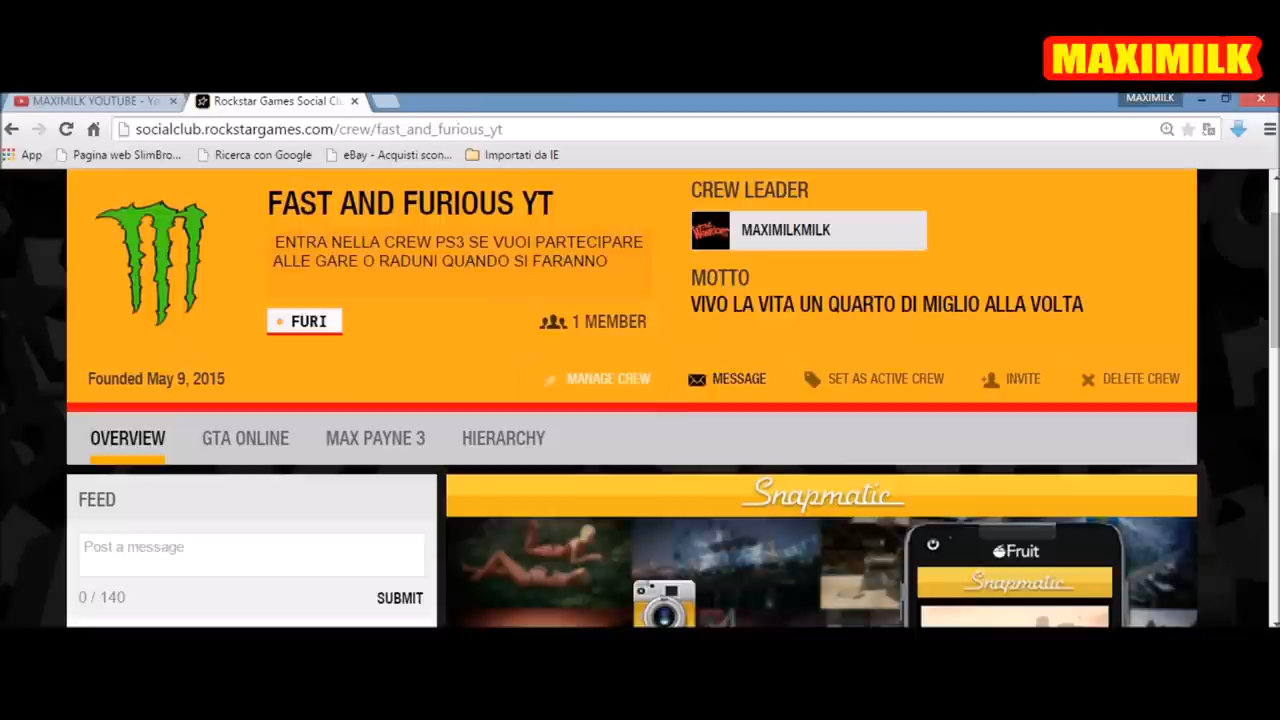 MAXIMILK
MAXIMILK YOUTUBE - Yo
Rockstar Games Social Clu
MAXIMILK
socialclub.rockstargames.com/crew/fast_and_furious_yt
App
Pagina web SlimBro...
Ricerca con Google
eBay - Acquisti scon...
Importati da IE
FAST AND FURIOUS YT
ENTRA NELLA CREW PS3 SE VUOI PARTECIPARE
ALLE GARE O RADUNI QUANDO SI FARANNO
FURI
1 MEMBER
CREW LEADER
MAXIMILKMILK
MOTTO
VIVO LA VITA UN QUARTO DI MIGLIO ALLA VOLTA
Founded May 9, 2015
MANAGE CREW
MESSAGE
SET AS ACTIVE CREW
INVITE
DELETE CREW
OVERVIEW
GTA ONLINE
MAX PAYNE 3
HIERARCHY
FEED
Post a message
0 / 140
SUBMIT
Snapmatic
Fruit
Snapmatic